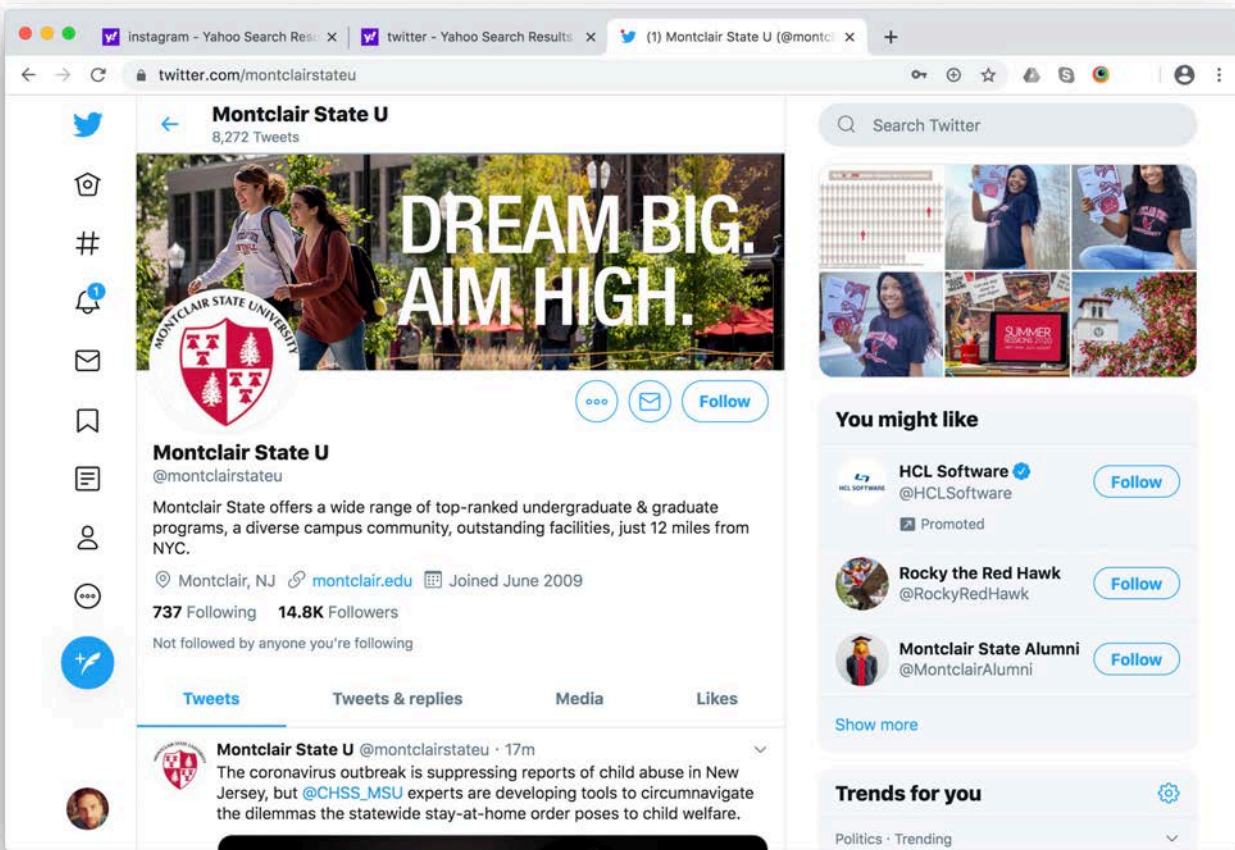 instagram - Yahoo Search Res
twitter - Yahoo Search Results
(1) Montclair State U (@montc
twitter.com/montclairstateu
Montclair State U
8,272 Tweets
DREAM BIG.
AIM HIGH.
MONTCLAIR STATE UNIVERSITY
Follow
Montclair State U
@montclairstateu
Montclair State offers a wide range of top-ranked undergraduate & graduate
programs, a diverse campus community, outstanding facilities, just 12 miles from
NYC.
Montclair, NJ montclair.edu Joined June 2009
737 Following 14.8K Followers
Not followed by anyone you're following
Tweets Tweets & replies Media Likes
Montclair State U @montclairstateu · 17m
The coronavirus outbreak is suppressing reports of child abuse in New
Jersey, but @CHSS_MSU experts are developing tools to circumnavigate
the dilemmas the statewide stay-at-home order poses to child welfare.
1
Search Twitter
SUMMER
SESSIONS 2020
You might like
HCL SOFTWARE
HCL Software
@HCLSoftware
Promoted
Follow
Rocky the Red Hawk
@RockyRedHawk
Follow
Montclair State Alumni
@MontclairAlumni
Follow
Show more
Trends for you
Politics · Trending